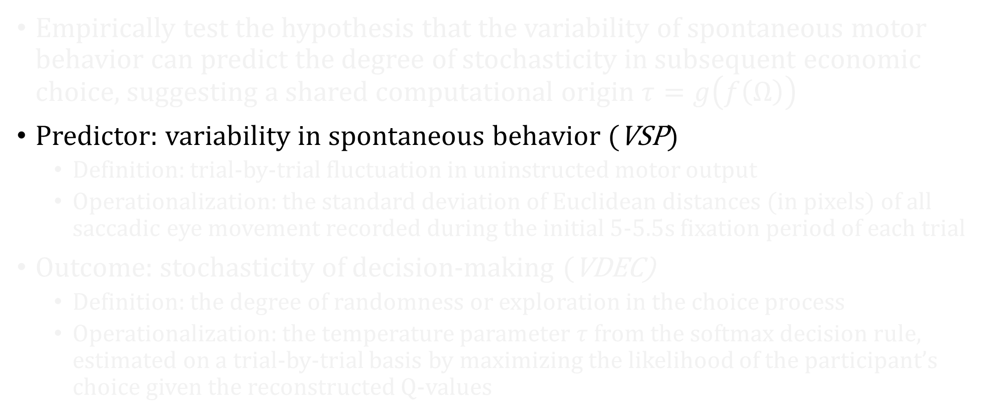 • Empirically test the hypothesis that the variability of spontaneous motor
behavior can predict the degree of stochasticity in subsequent economic
choice, suggesting a shared computational origin τ = g(f(Ω))
• Predictor: variability in spontaneous behavior (VSP)
• Definition: trial-by-trial fluctuation in uninstructed motor output
• Operationalization: the standard deviation of Euclidean distances (in pixels) of all
saccadic eye movement recorded during the initial 5-5.5s fixation period of each trial
• Outcome: stochasticity of decision-making (VDEC)
• Definition: the degree of randomness or exploration in the choice process
• Operationalization: the temperature parameter τ from the softmax decision rule,
estimated on a trial-by-trial basis by maximizing the likelihood of the participant’s
choice given the reconstructed Q-values